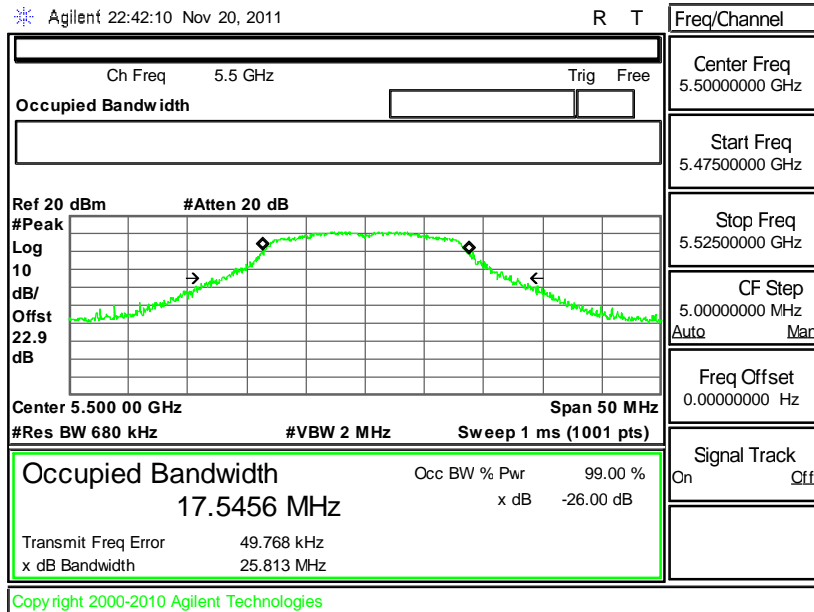 Agilent 22:42:10 Nov 20, 2011 R T
Freq/Channel
Ch Freq 5.5 GHz Trig Free
Occupied Bandwidth
Center Freq
5.50000000 GHz
Start Freq
5.47500000 GHz
Stop Freq
5.52500000 GHz
CF Step
5.00000000 MHz
Auto Man
Freq Offset
0.00000000 Hz
Signal Track
On Off
Ref 20 dBm #Atten 20 dB
#Peak
Log
10
dB/
Offst
22.9
dB
Center 5.500 00 GHz Span 50 MHz
#Res BW 680 kHz #VBW 2 MHz Sweep 1 ms (1001 pts)
Occupied Bandwidth Occ BW % Pwr 99.00 %
17.5456 MHz x dB -26.00 dB
Transmit Freq Error 49.768 kHz
x dB Bandwidth 25.813 MHz
Copyright 2000-2010 Agilent Technologies